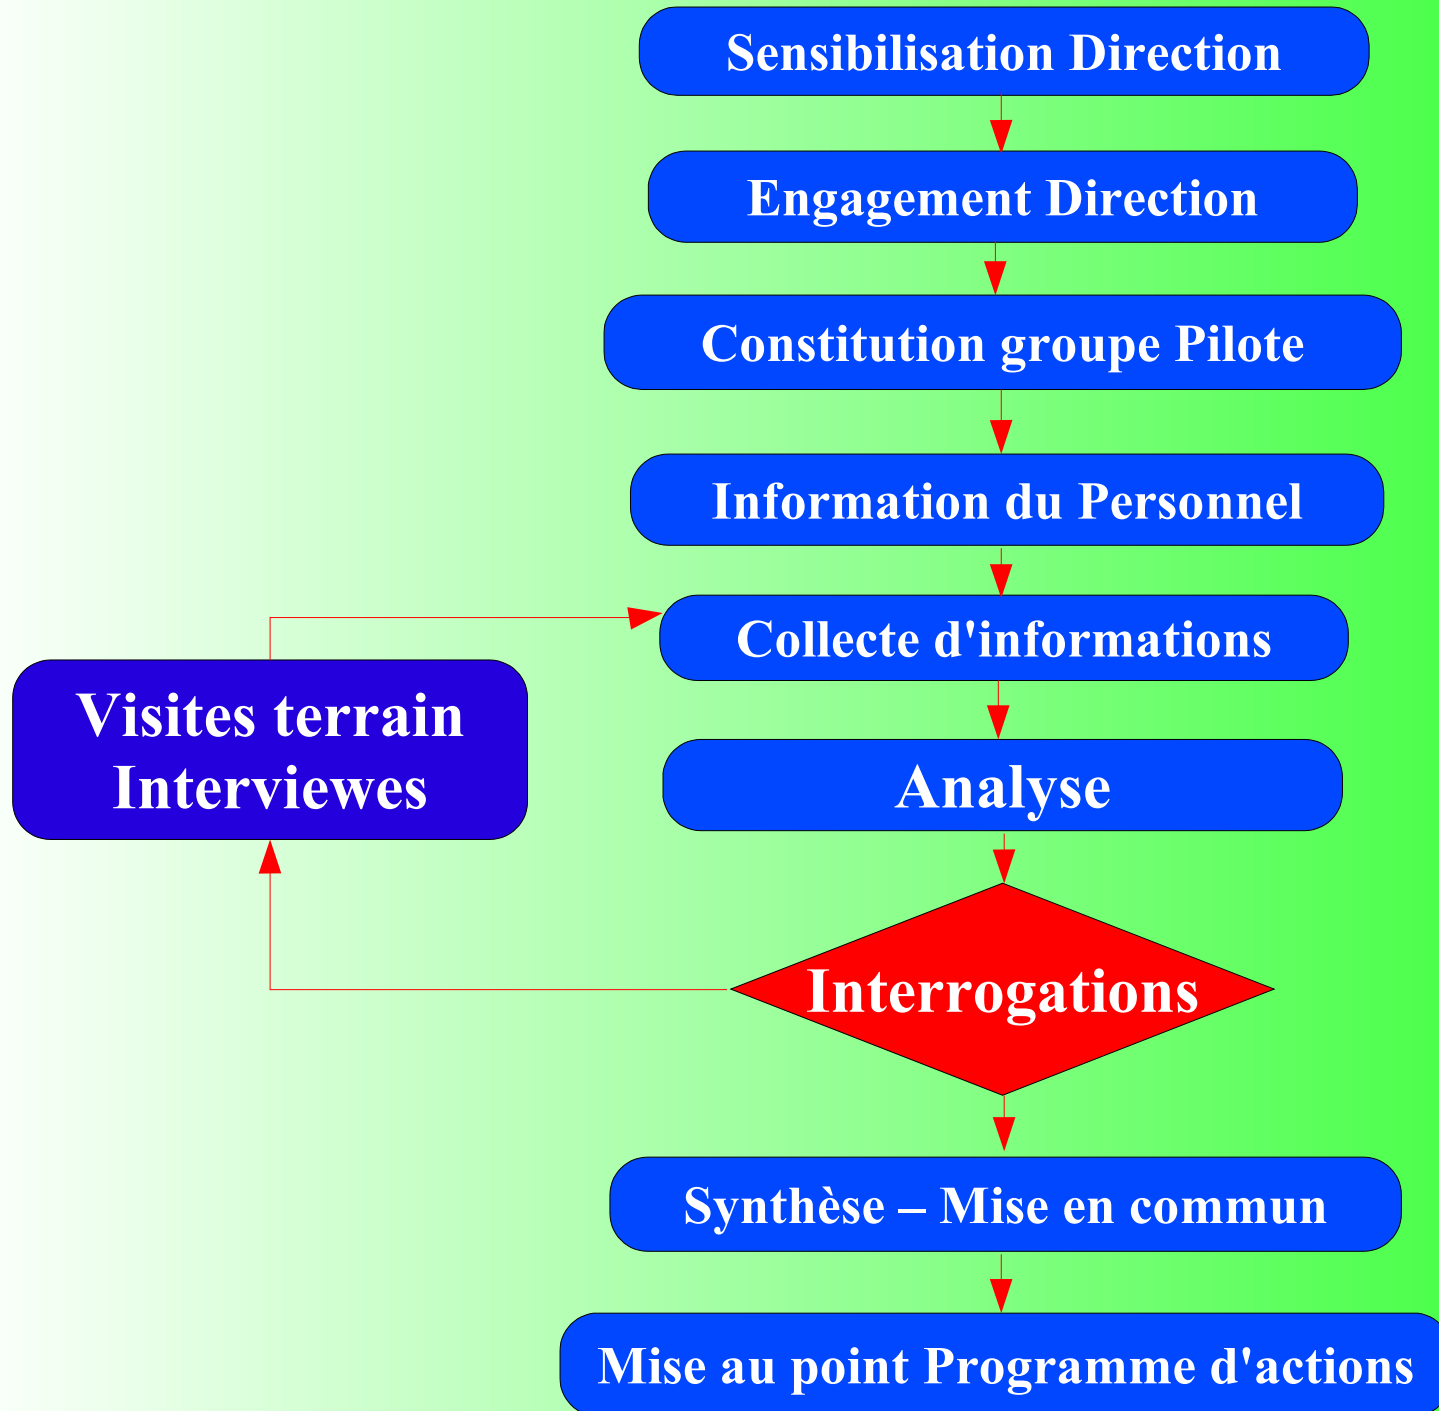 Sensibilisation Direction
Engagement Direction
Constitution groupe Pilote
Information du Personnel
Collecte d'informations
Visites terrain
Interviewes
Analyse
Interrogations
Synthèse – Mise en commun
Mise au point Programme d'actions